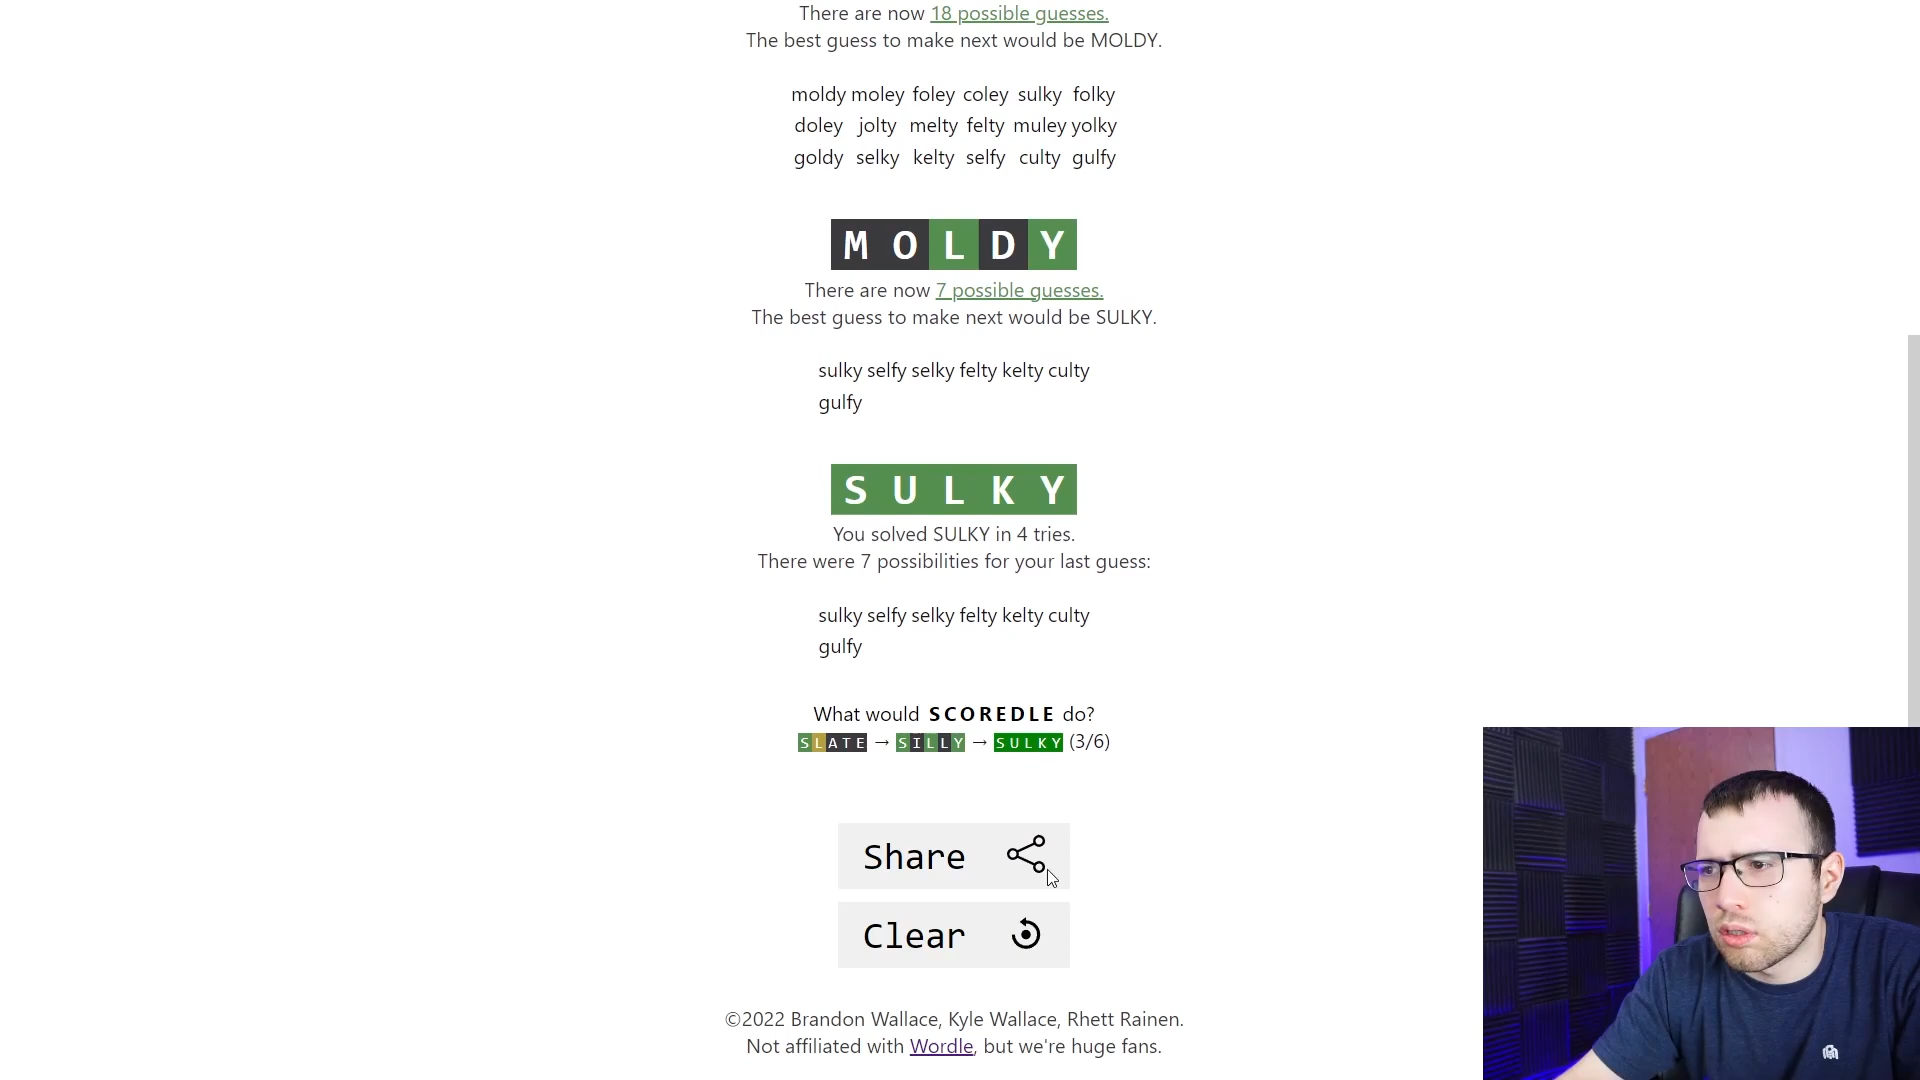 There are now 18 possible guesses.
The best guess to make next would be MOLDY.
moldy moley foley coley sulky folky
doley jolty melty felty muley yolky
goldy selky kelty selfy culty gulfy
MOLDY
There are now 7 possible guesses.
The best guess to make next would be SULKY.
sulky selfy selky felty kelty culty
gulfy
SULKY
You solved SULKY in 4 tries.
There were 7 possibilities for your last guess:
sulky selfy selky felty kelty culty
gulfy
What would SCOREDLE do?
SLATE → SILLY → SULKY (3/6)
Share
Clear
©2022 Brandon Wallace, Kyle Wallace, Rhett Rainen.
Not affiliated with Wordle, but we're huge fans.